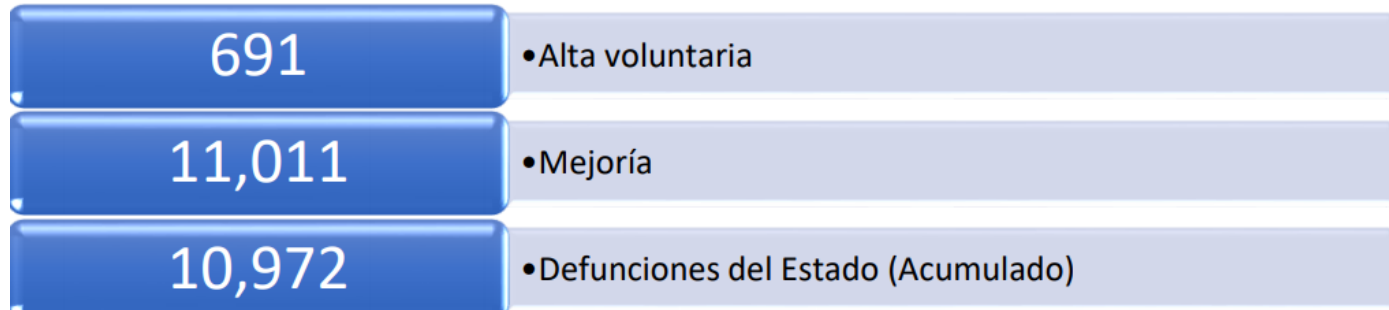 691
•Alta voluntaria
11,011
•Mejoría
10,972
•Defunciones del Estado (Acumulado)